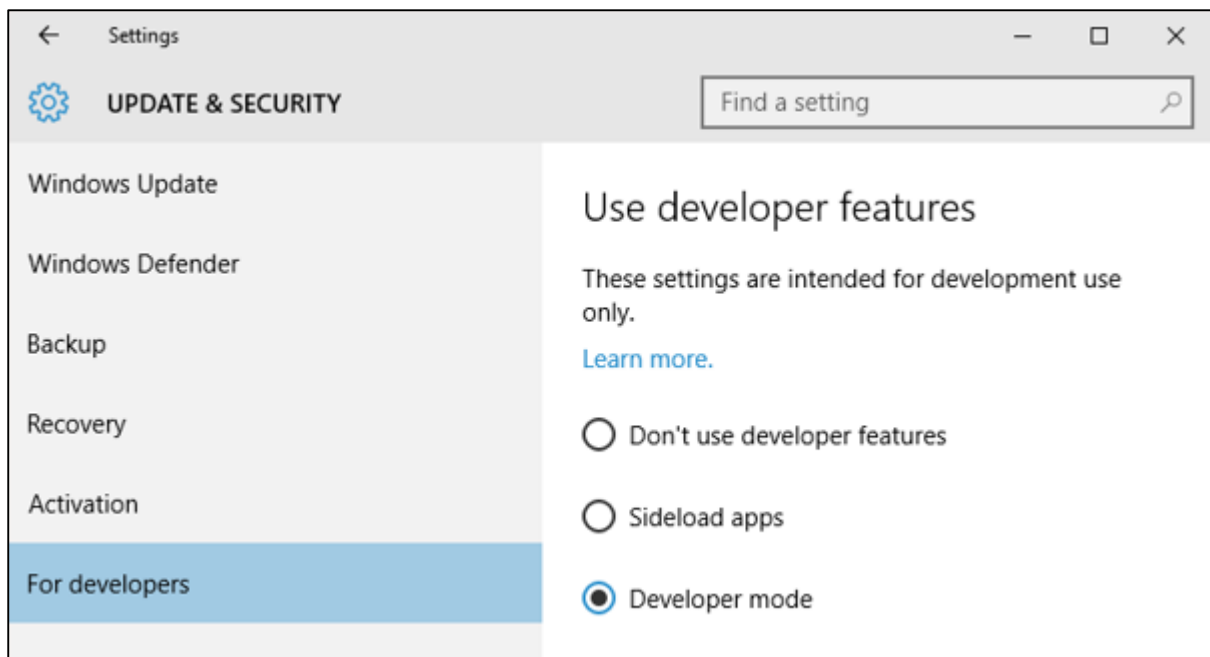 Settings
UPDATE & SECURITY
Find a setting
Windows Update
Windows Defender
Backup
Recovery
Activation
For developers
Use developer features
These settings are intended for development use
only.
Learn more.
Don't use developer features
Sideload apps
Developer mode